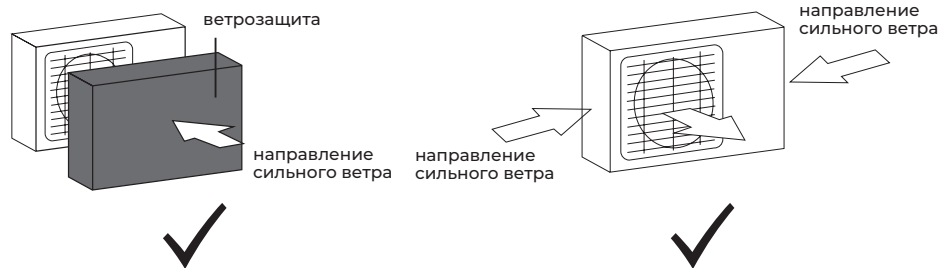 ветрозащита
направление
сильного ветра
направление
сильного ветра
направление
сильного ветра